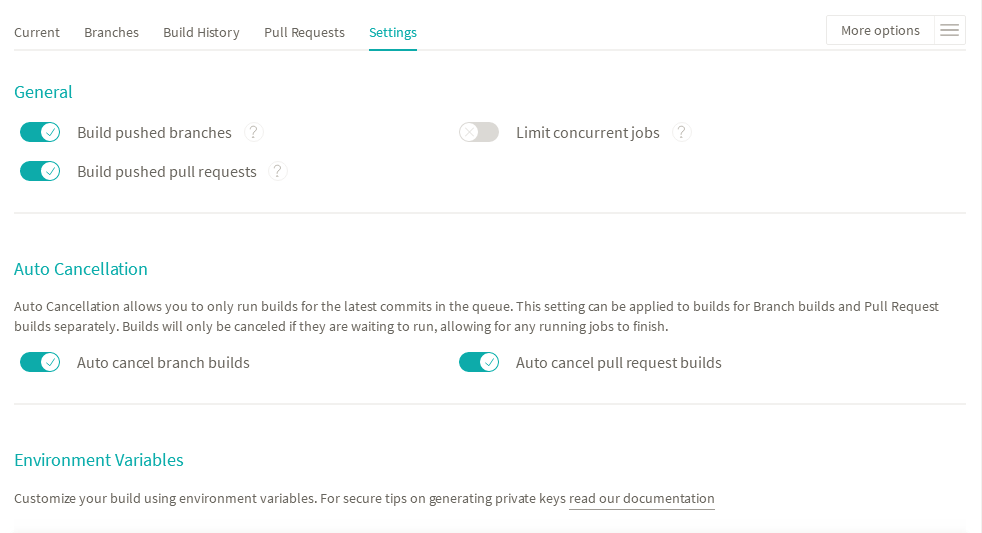 Current Branches Build History Pull Requests Settings More options
General
Build pushed branches ? Limit concurrent jobs ?
Build pushed pull requests ?
Auto Cancellation
Auto Cancellation allows you to only run builds for the latest commits in the queue. This setting can be applied to builds for Branch builds and Pull Request
builds separately. Builds will only be canceled if they are waiting to run, allowing for any running jobs to finish.
Auto cancel branch builds Auto cancel pull request builds
Environment Variables
Customize your build using environment variables. For secure tips on generating private keys read our documentation